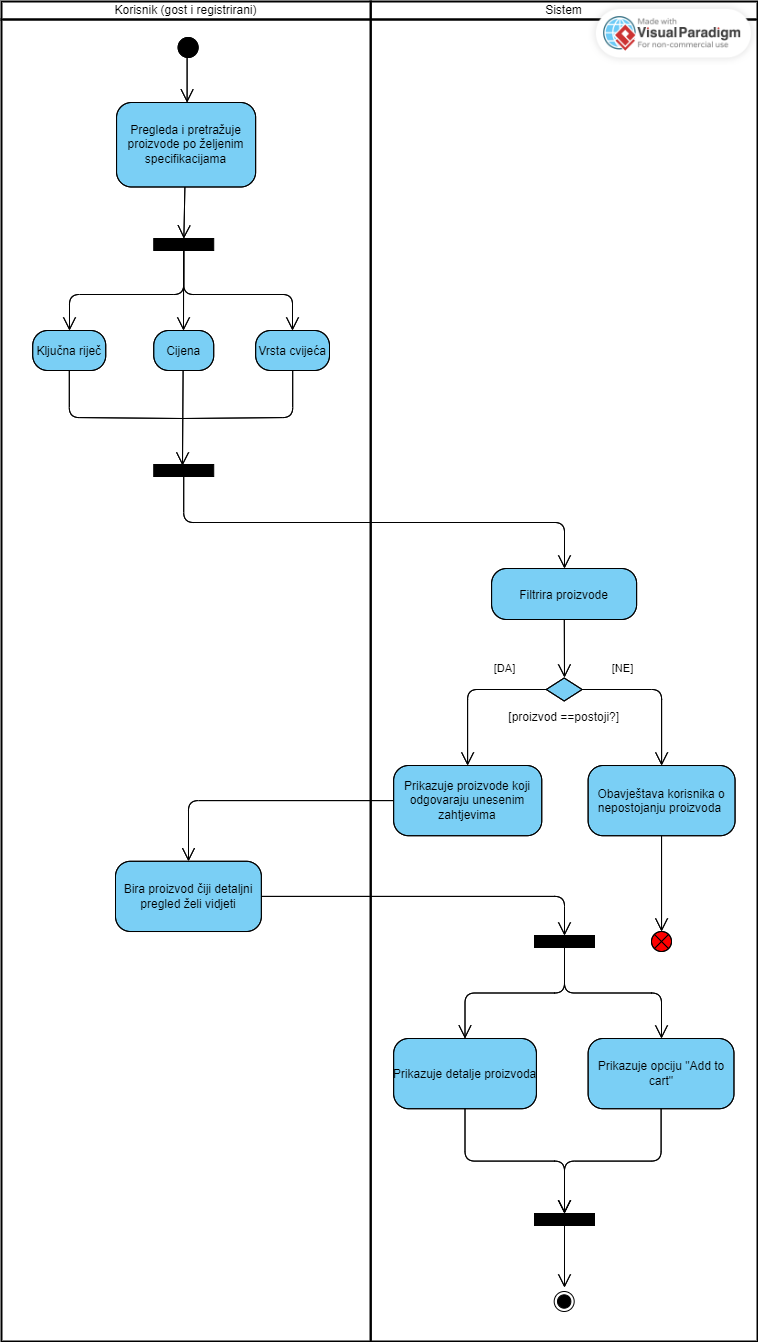 Korisnik (gost i registrirani)
Sistem
Made with
VisualParadigm
For non-commercial use
Pregleda i pretražuje
proizvode po željenim
specifikacijama
Ključna riječ
Cijena
Vrsta cvijeća
Filtrira proizvode
[DA]
[NE]
[proizvod ==postoji?]
Prikazuje proizvode koji
odgovaraju unesenim
zahtjevima
Obavještava korisnika o
nepostojanju proizvoda
Bira proizvod čiji detaljni
pregled želi vidjeti
Prikazuje detalje proizvoda
Prikazuje opciju "Add to
cart"